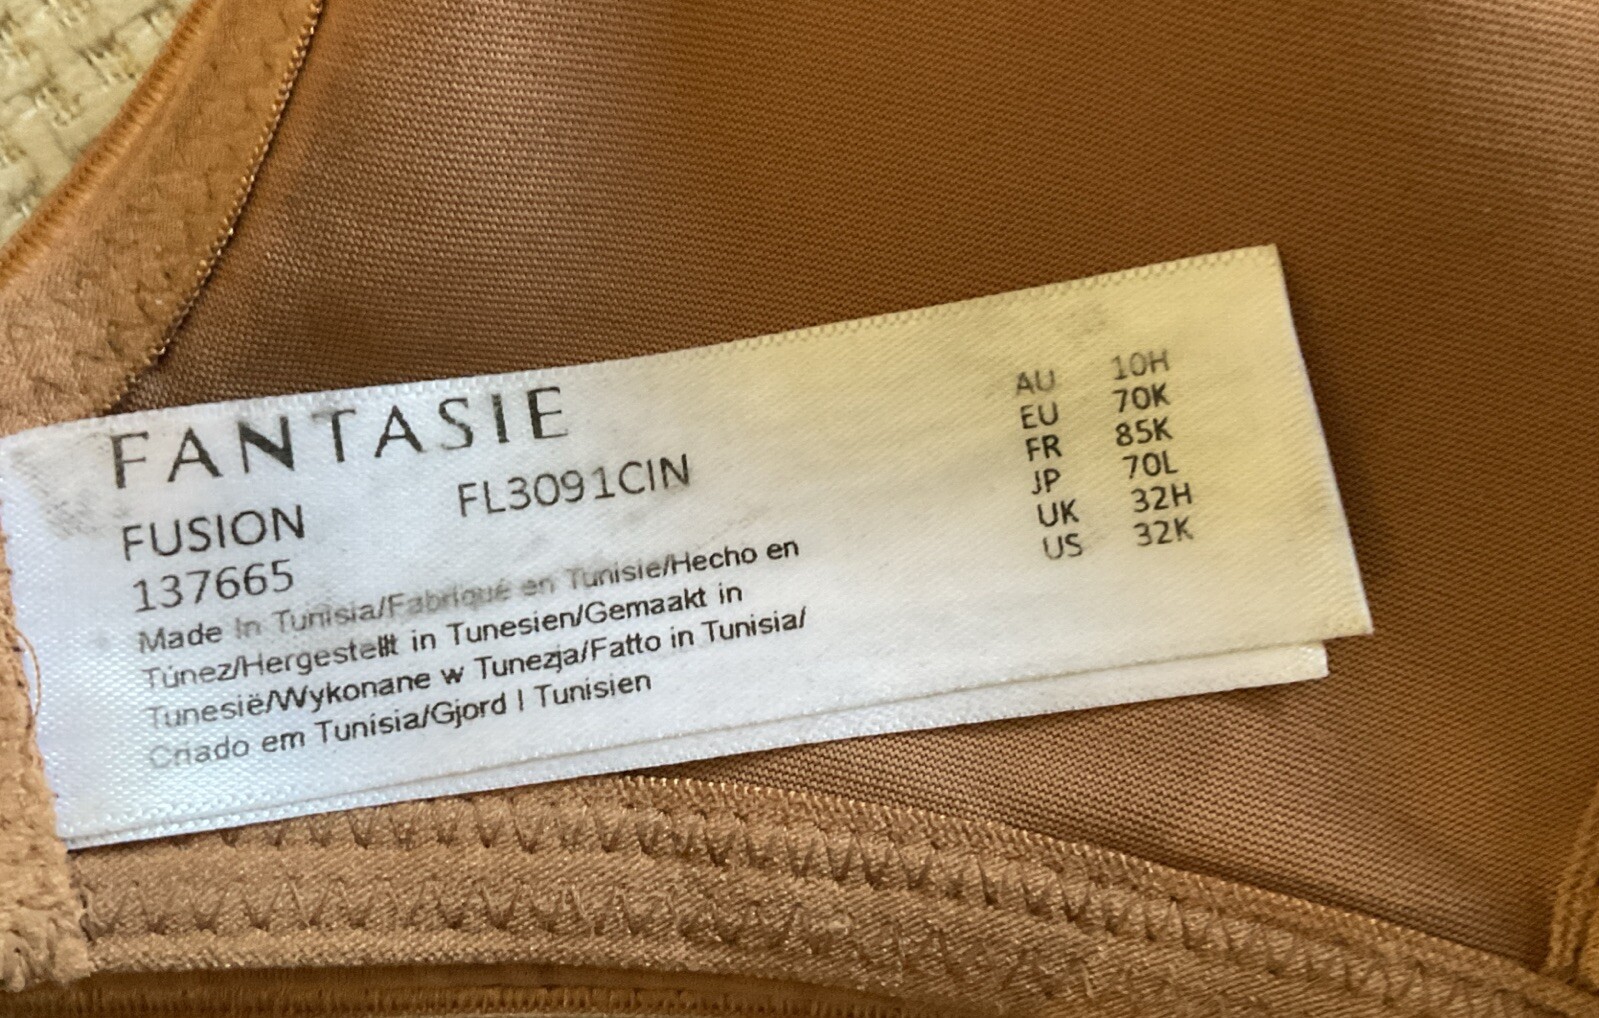 FANTASIE
FUSION FL3091CIN
137665
Made In Tunisia/Fabriqué en Tunisie/Hecho en
Túnez/Hergestellt in Tunesien/Gemaakt in
Tunesië/Wykonane w Tunezja/Fatto in Tunisia/
Criado em Tunísia/Gjord I Tunisien
AU 10H
EU 70K
FR 85K
JP 70L
UK 32H
US 32K